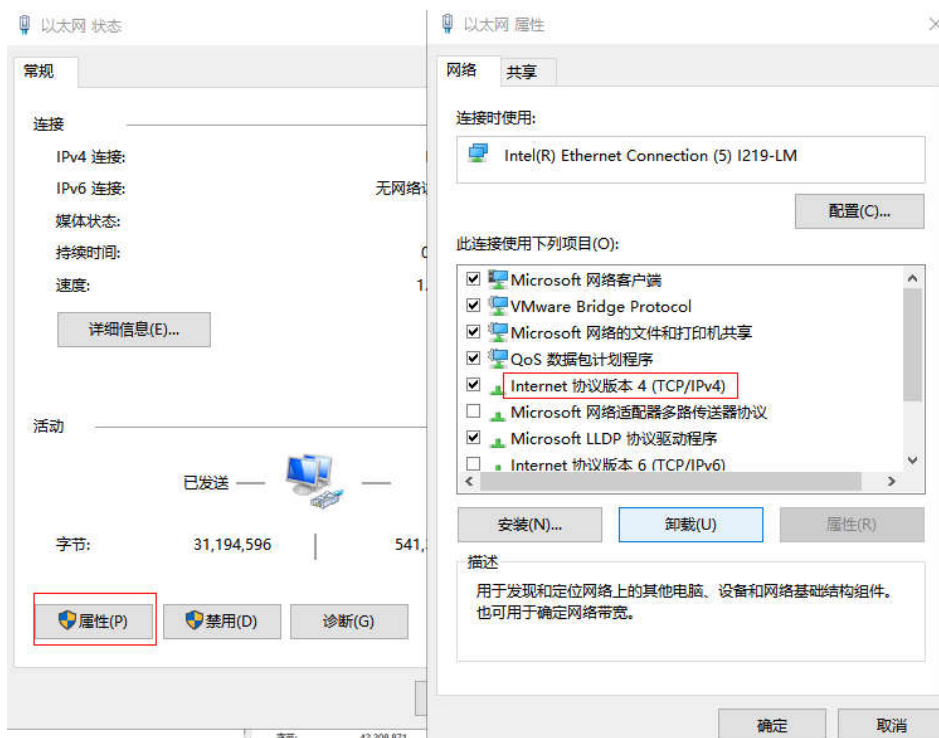 以太网 状态
常规
连接
IPv4 连接:
IPv6 连接:
无网络
媒体状态:
持续时间:
速度:
1.
详细信息(E)...
活动
已发送
字节:
31,194,596
541,
属性(P)
禁用(D)
诊断(G)
字节:
42,209,871
以太网 属性
网络
共享
连接时使用:
Intel(R) Ethernet Connection (5) I219-LM
配置(C)...
此连接使用下列项目(O):
Microsoft 网络客户端
VMware Bridge Protocol
Microsoft 网络的文件和打印机共享
QoS 数据包计划程序
Internet 协议版本 4 (TCP/IPv4)
Microsoft 网络适配器多路传送器协议
Microsoft LLDP 协议驱动程序
Internet 协议版本 6 (TCP/IPv6)
安装(N)...
卸载(U)
属性(R)
描述
用于发现和定位网络上的其他电脑、设备和网络基础结构组件。
也可用于确定网络带宽。
确定
取消